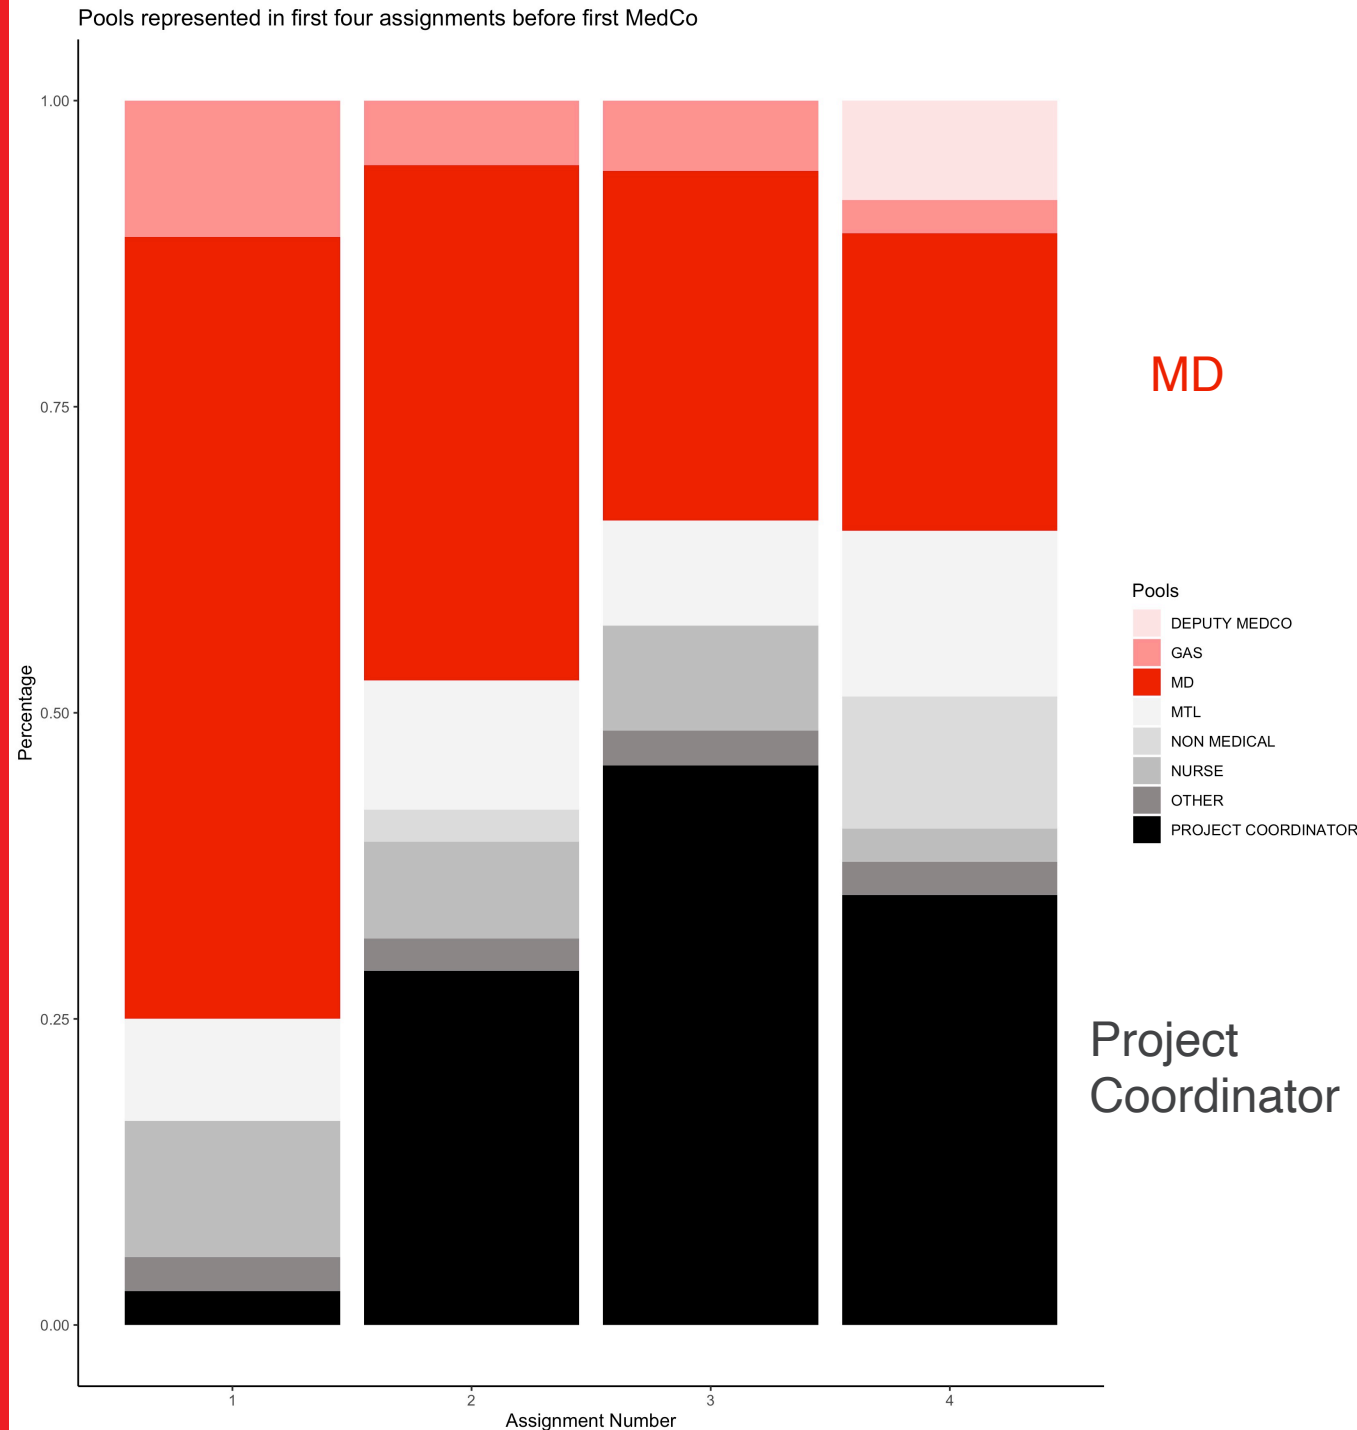 Pools represented in first four assignments before first MedCo
1.00
0.75
0.50
0.25
0.00
Percentage
1
2
3
4
Assignment Number
MD
Pools
DEPUTY MEDCO
GAS
MD
MTL
NON MEDICAL
NURSE
OTHER
PROJECT COORDINATOR
Project
Coordinator